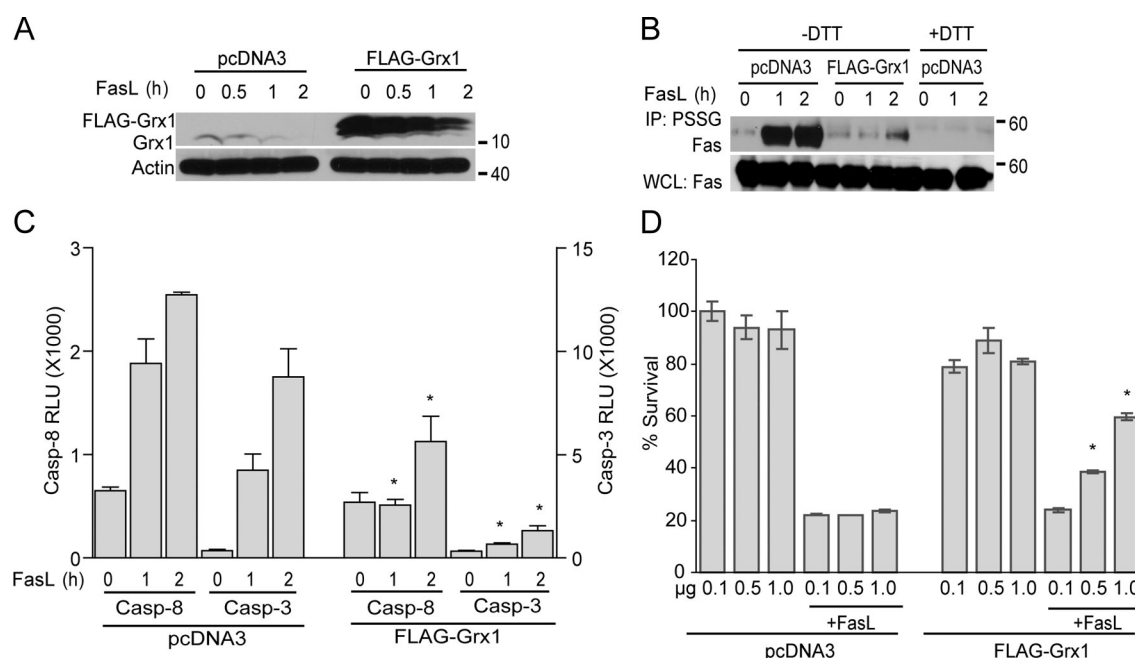 A
pcDNA3 FLAG-Grx1
FasL (h) 0 0.5 1 2 0 0.5 1 2
FLAG-Grx1
Grx1 10
Actin
40
B
-DTT +DTT
pcDNA3 FLAG-Grx1 pcDNA3
FasL (h) 0 1 2 0 1 2 0 2
IP: PSSG 60
Fas
60
WCL: Fas
C
3 15
2 10
1 5
0 0
Casp-8 RLU (X1000)
Casp-3 RLU (X1000)
* * * *
FasL (h) 0 1 2 0 1 2 0 1 2 0 1 2
Casp-8 Casp-3 Casp-8 Casp-3
pcDNA3 FLAG-Grx1
D
120
100
80
60
40
20
0
% Survival
* *
µg 0.1 0.5 1.0 0.1 0.5 1.0 0.1 0.5 1.0 0.1 0.5 1.0
+FasL +FasL
pcDNA3 FLAG-Grx1